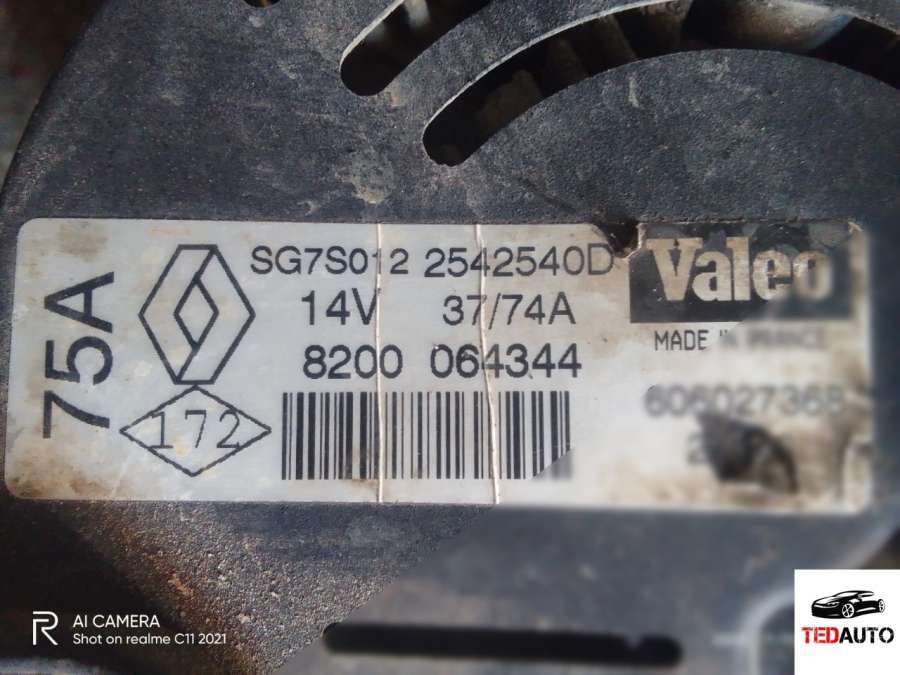 75A
SG7S012 2542540D
Valeo
14V 37/74A
MADE IN FRANCE
8200 064344
172
606027368
AI CAMERA
Shot on realme C11 2021
TEDAUTO